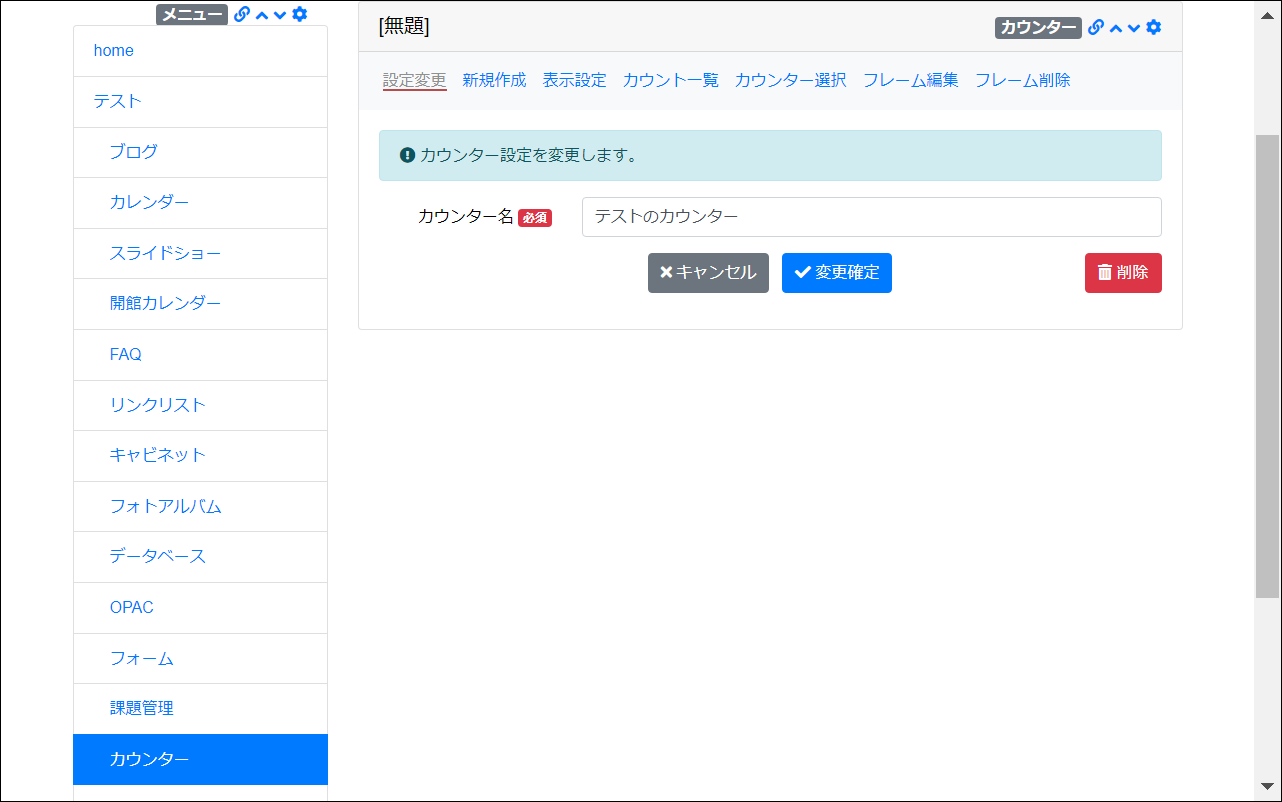 メニュー
home
テスト
ブログ
カレンダー
スライドショー
開館カレンダー
FAQ
リンクリスト
キャビネット
フォトアルバム
データベース
OPAC
フォーム
課題管理
カウンター
[無題]
カウンター
設定変更 新規作成 表示設定 カウント一覧 カウンター選択 フレーム編集 フレーム削除
カウンター設定を変更します。
カウンター名 必須 テストのカウンター
キャンセル 変更確定 削除